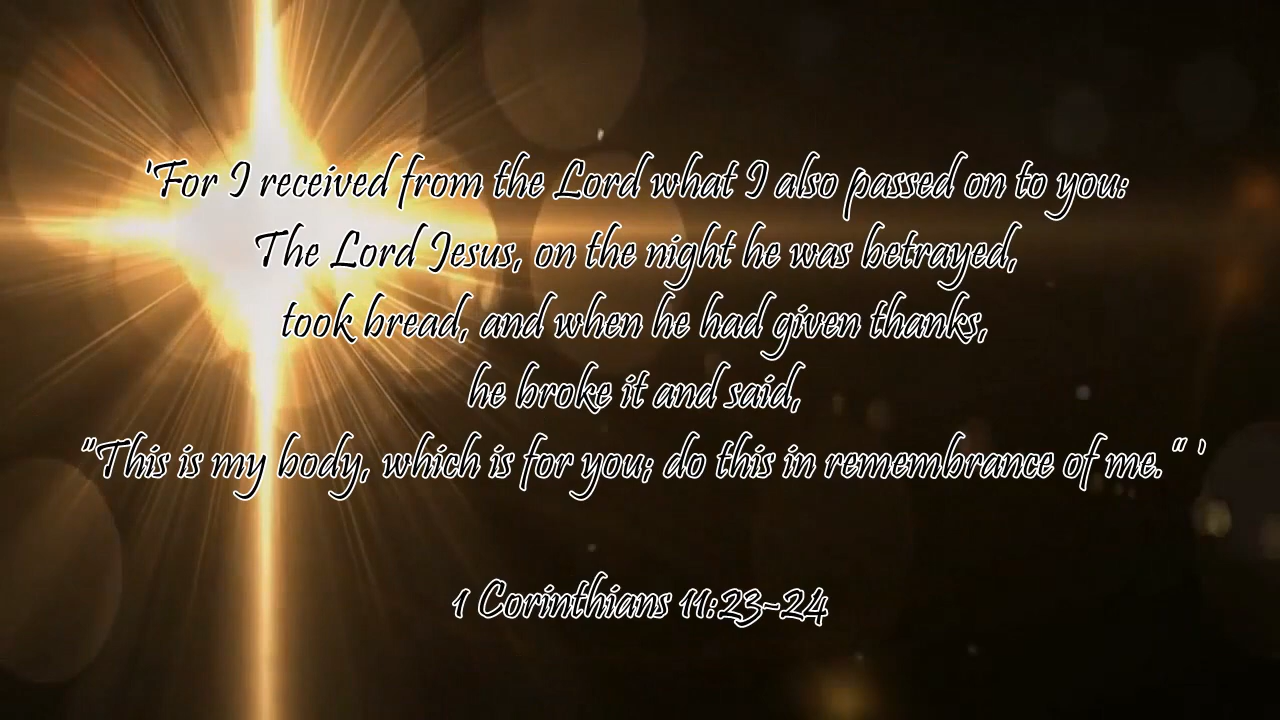 'For I received from the Lord what I also passed on to you:
The Lord Jesus, on the night he was betrayed,
took bread, and when he had given thanks,
he broke it and said,
"This is my body, which is for you; do this in remembrance of me." '
1 Corinthians 11:23-24